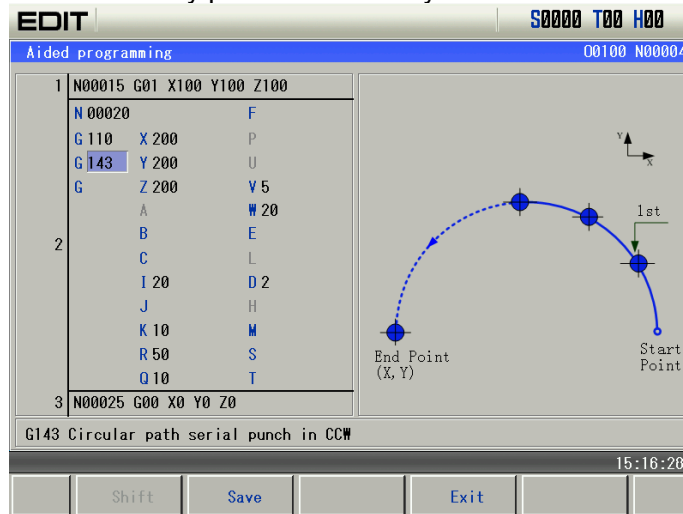 EDIT S0000 T00 H00
Aided programming O0100 N00004
1 N00015 G01 X100 Y100 Z100
N 00020 F
G 110 X 200 P
G 143 Y 200 U
G Z 200 V 5
A W 20
B E
2 C L
I 20 D 2
J H
K 10 M
R 50 S
Q 10 T
3 N00025 G00 X0 Y0 Z0
Y
X
1st
End Point
(X, Y)
Start
Point
G143 Circular path serial punch in CCW
15:16:28
Shift Save Exit